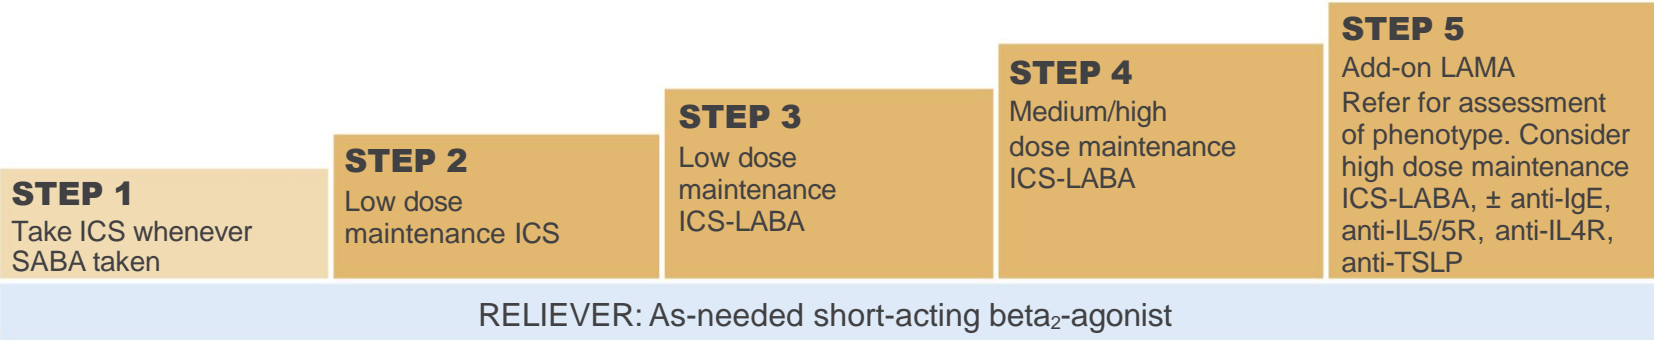 STEP 1
Take ICS whenever
SABA taken
STEP 2
Low dose
maintenance ICS
STEP 3
Low dose
maintenance
ICS-LABA
STEP 4
Medium/high
dose maintenance
ICS-LABA
STEP 5
Add-on LAMA
Refer for assessment
of phenotype. Consider
high dose maintenance
ICS-LABA, ± anti-IgE,
anti-IL5/5R, anti-IL4R,
anti-TSLP
RELIEVER: As-needed short-acting beta₂-agonist